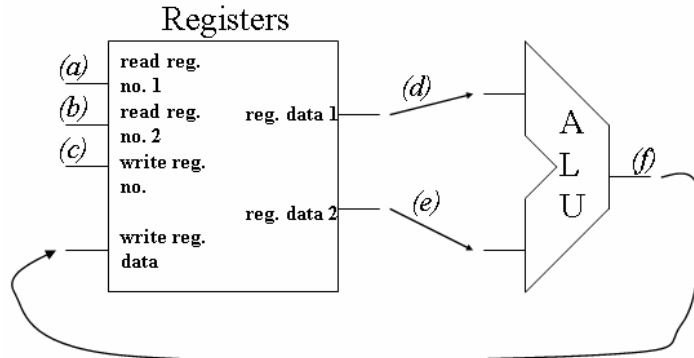 Registers
(a)
read reg.
no. 1
(b)
read reg.
no. 2
(c)
write reg.
no.
write reg.
data
reg. data 1
reg. data 2
(d)
(e)
A
L
U
(f)